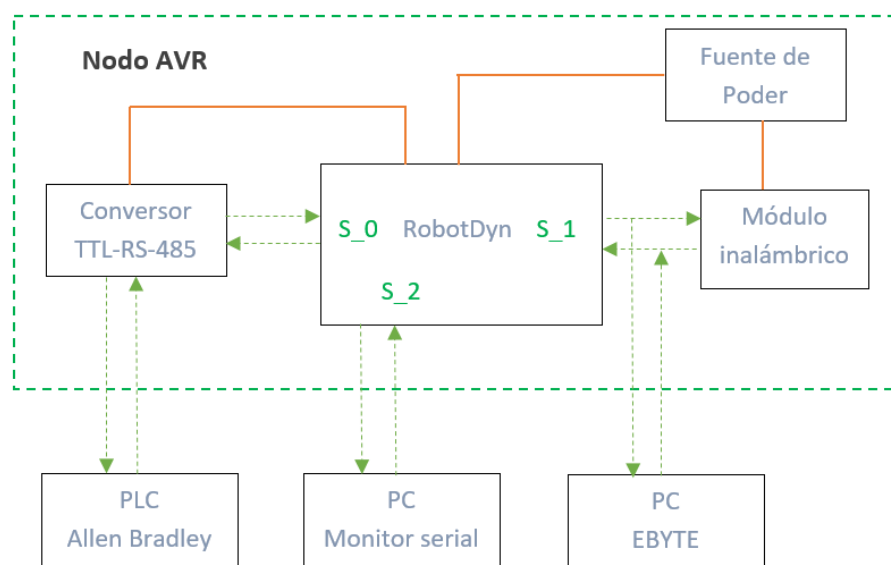 Nodo AVR
Fuente de
Poder
Conversor
TTL-RS-485
S_0 RobotDyn S_1
S_2
Módulo
inalámbrico
PLC
Allen Bradley
PC
Monitor serial
PC
EBYTE